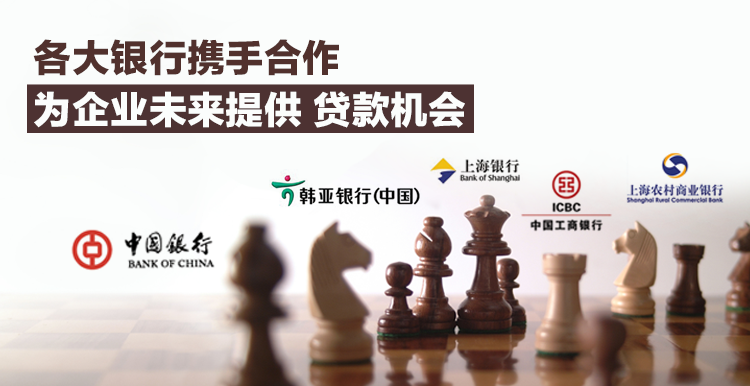 各大银行携手合作
为企业未来提供 贷款机会
上海银行
Bank of Shanghai
韩亚银行(中国)
ICBC
中国工商银行
上海农村商业银行
Shanghai Rural Commercial Bank
中国银行
BANK OF CHINA